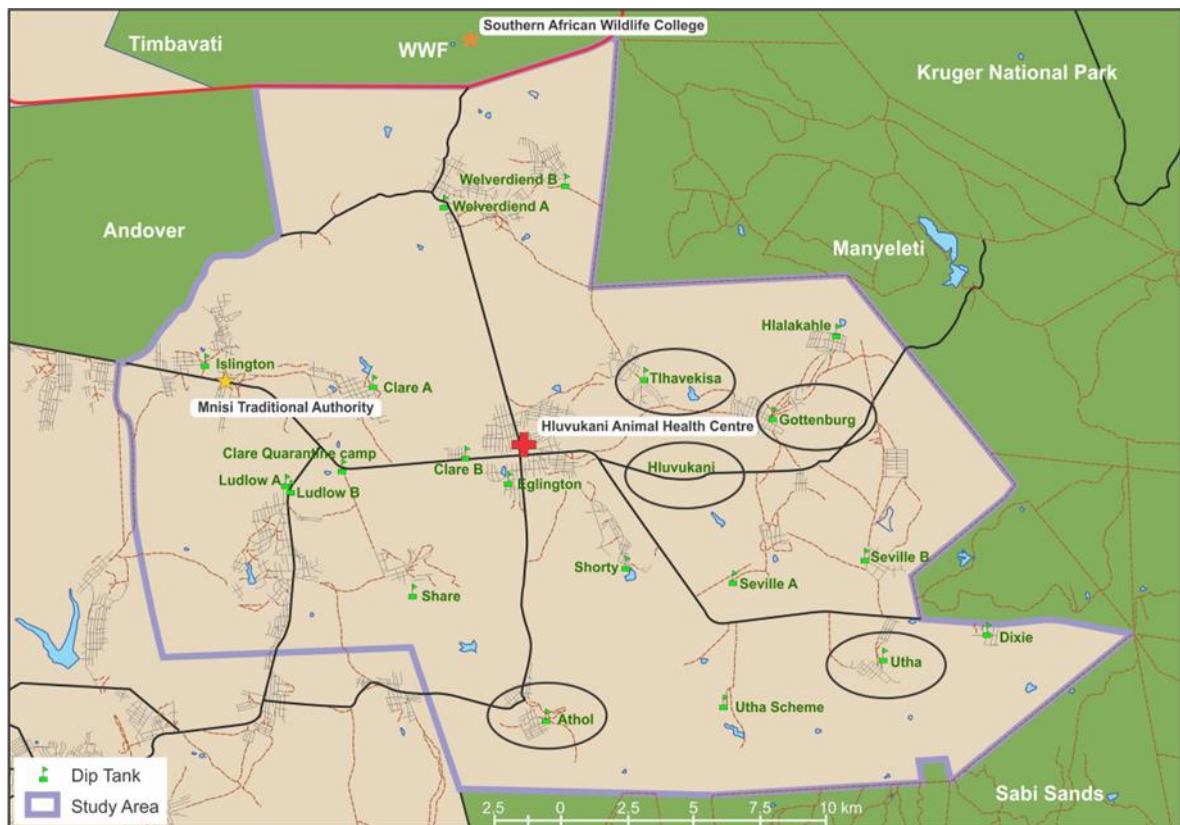 Southern African Wildlife College
Timbavati
WWF
Kruger National Park
Welverdiend B
Welverdiend A
Andover
Manyeleti
Hlalakahle
Islington
Tlhavekisa
Clare A
Mnisi Traditional Authority
Gottenburg
Hluvukani Animal Health Centre
Clare Quarantine camp
Clare B
Hluvukani
Ludlow A
Ludlow B
Eglington
Seville B
Shorty
Seville A
Share
Dixie
Utha
Utha Scheme
Athol
Dip Tank
Study Area
Sabi Sands
2.5 0 2.5 5 7.5 10 km